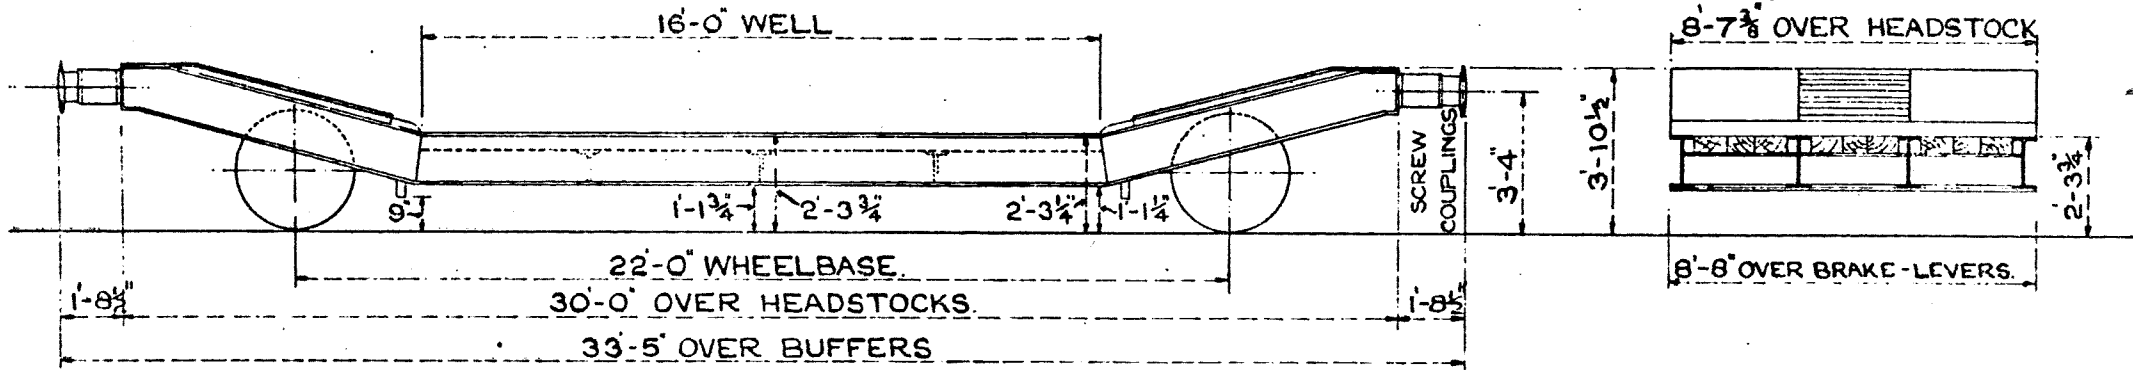 16'-0" WELL
8'-7⅜" OVER HEADSTOCK
SCREW
COUPLINGS
3'-4"
3'-10½"
2'-3¾"
9"
1'-1¾"
2'-3¾"
2'-3¼"
1'-1¼"
22'-0" WHEELBASE.
8'-8" OVER BRAKE-LEVERS.
1'-8½"
30'-0" OVER HEADSTOCKS.
1'-8½"
33'-5" OVER BUFFERS